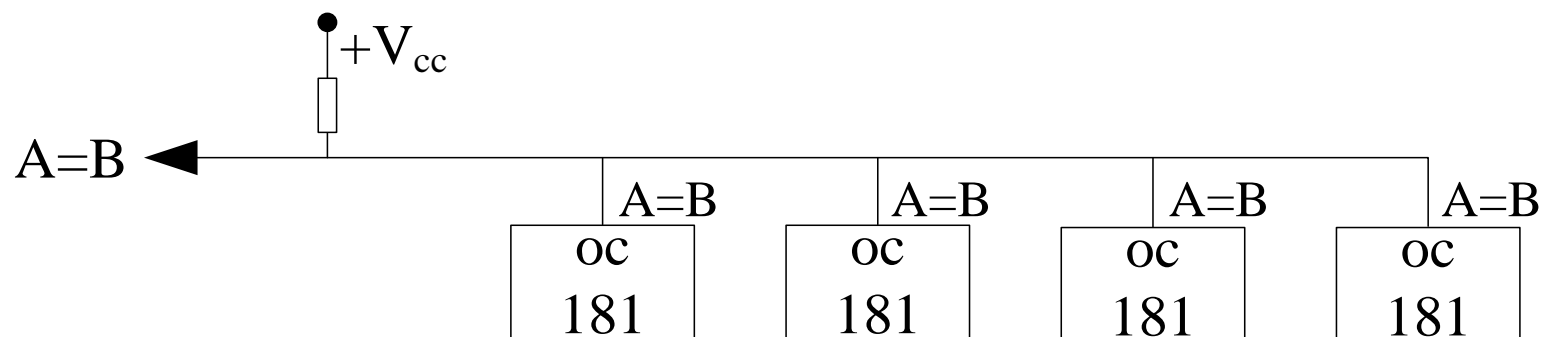 +Vcc
A=B
A=B A=B A=B A=B
oc oc oc oc
181 181 181 181